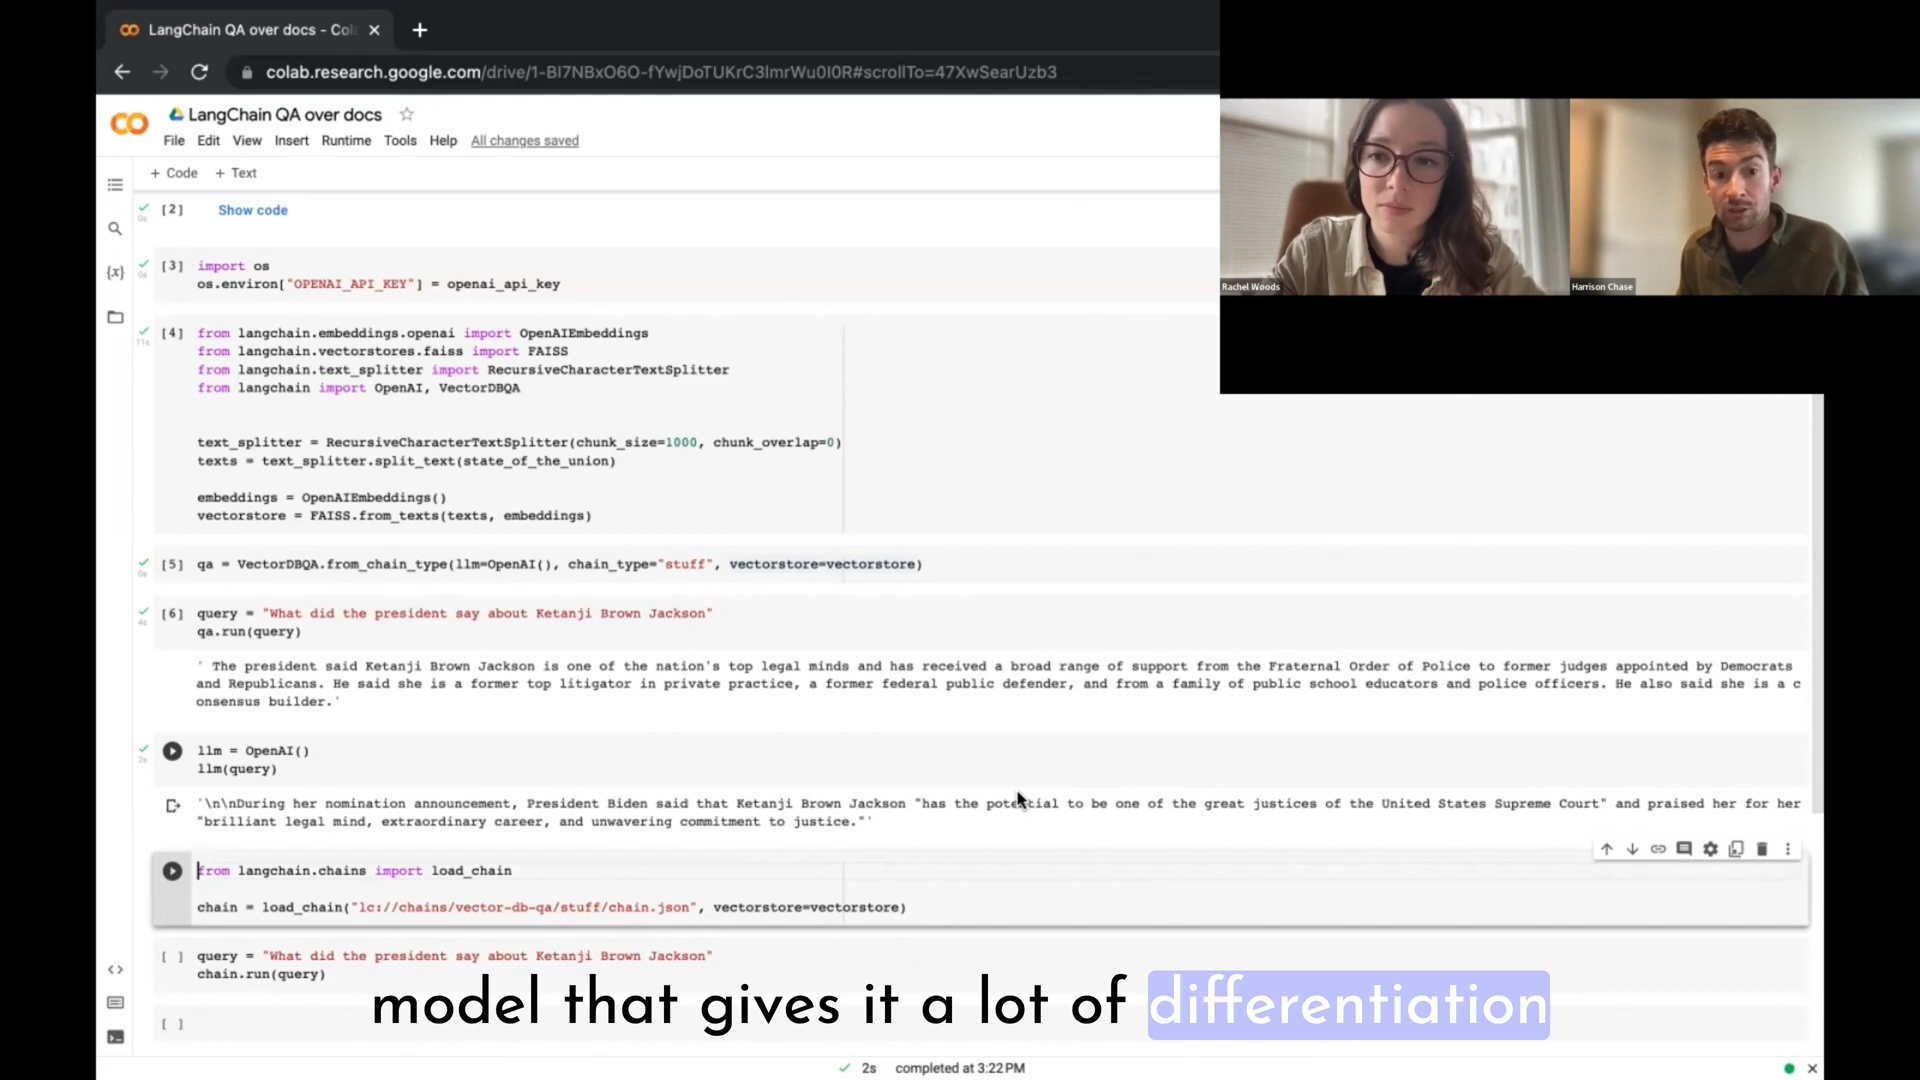 LangChain QA over docs - Col
colab.research.google.com/drive/1-BI7NBxO6O-fYwjDoTUKrC3ImrWu0I0R#scrollTo=47XwSearUzb3
LangChain QA over docs
File Edit View Insert Runtime Tools Help All changes saved
+ Code + Text
Rachel Woods
Harrison Chase
0s [2] Show code
0s [3] import os
os.environ["OPENAI_API_KEY"] = openai_api_key
11s [4] from langchain.embeddings.openai import OpenAIEmbeddings
from langchain.vectorstores.faiss import FAISS
from langchain.text_splitter import RecursiveCharacterTextSplitter
from langchain import OpenAI, VectorDBQA
text_splitter = RecursiveCharacterTextSplitter(chunk_size=1000, chunk_overlap=0)
texts = text_splitter.split_text(state_of_the_union)
embeddings = OpenAIEmbeddings()
vectorstore = FAISS.from_texts(texts, embeddings)
0s [5] qa = VectorDBQA.from_chain_type(llm=OpenAI(), chain_type="stuff", vectorstore=vectorstore)
4s [6] query = "What did the president say about Ketanji Brown Jackson"
qa.run(query)
' The president said Ketanji Brown Jackson is one of the nation's top legal minds and has received a broad range of support from the Fraternal Order of Police to former judges appointed by Democrats
and Republicans. He said she is a former top litigator in private practice, a former federal public defender, and from a family of public school educators and police officers. He also said she is a c
onsensus builder.'
2s llm = OpenAI()
llm(query)
'\n\nDuring her nomination announcement, President Biden said that Ketanji Brown Jackson "has the potential to be one of the great justices of the United States Supreme Court" and praised her for her
"brilliant legal mind, extraordinary career, and unwavering commitment to justice."'
from langchain.chains import load_chain
chain = load_chain("lc://chains/vector-db-qa/stuff/chain.json", vectorstore=vectorstore)
[ ] query = "What did the president say about Ketanji Brown Jackson"
chain.run(query)
model that gives it a lot of differentiation
[ ]
2s completed at 3:22 PM